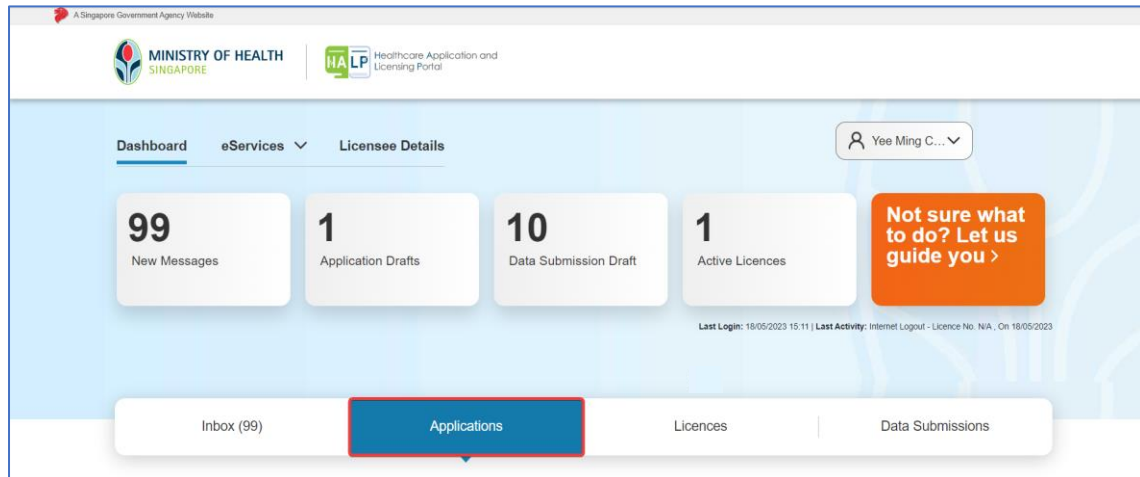 A Singapore Government Agency Website
MINISTRY OF HEALTH
SINGAPORE
HALP
Healthcare Application and
Licensing Portal
Dashboard
eServices
Licensee Details
Yee Ming C...
99
New Messages
1
Application Drafts
10
Data Submission Draft
1
Active Licences
Not sure what
to do? Let us
guide you >
Last Login: 18/05/2023 15:11 | Last Activity: Internet Logout - Licence No. N/A , On 18/05/2023
Inbox (99)
Applications
Licences
Data Submissions